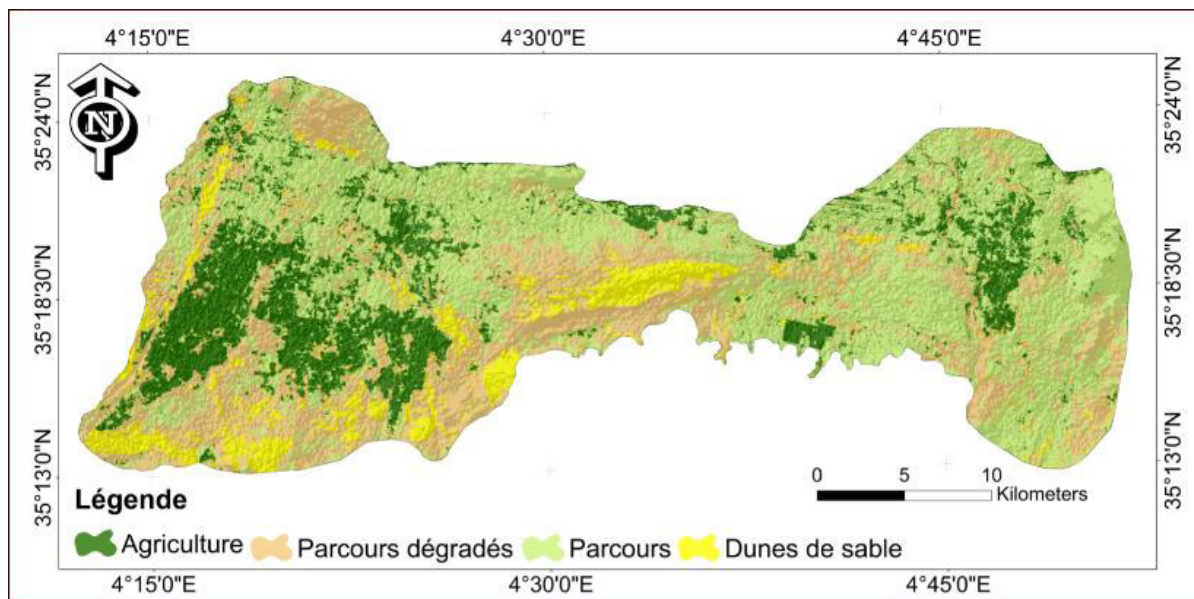 4°15'0"E 4°30'0"E 4°45'0"E
N
35°24'0"N 35°24'0"N
35°18'30"N 35°18'30"N
35°13'0"N 35°13'0"N
0 5 10
Kilometers
Légende
Agriculture Parcours dégradés Parcours Dunes de sable
4°15'0"E 4°30'0"E 4°45'0"E